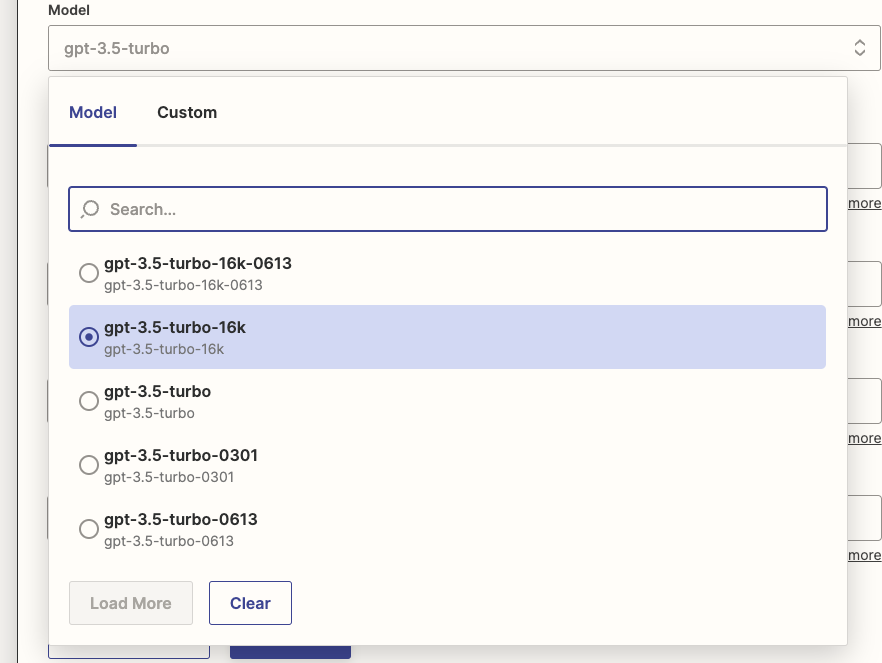 Model
gpt-3.5-turbo
Model Custom
Search...
more
gpt-3.5-turbo-16k-0613
gpt-3.5-turbo-16k-0613
gpt-3.5-turbo-16k
more
gpt-3.5-turbo-16k
gpt-3.5-turbo
gpt-3.5-turbo
more
gpt-3.5-turbo-0301
gpt-3.5-turbo-0301
gpt-3.5-turbo-0613
gpt-3.5-turbo-0613
more
Load More Clear